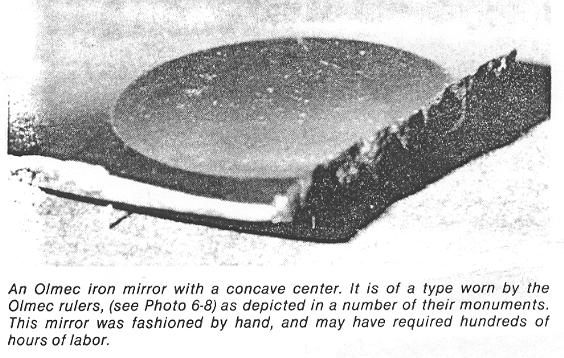 An Olmec iron mirror with a concave center. It is of a type worn by the
Olmec rulers, (see Photo 6-8) as depicted in a number of their monuments.
This mirror was fashioned by hand, and may have required hundreds of
hours of labor.